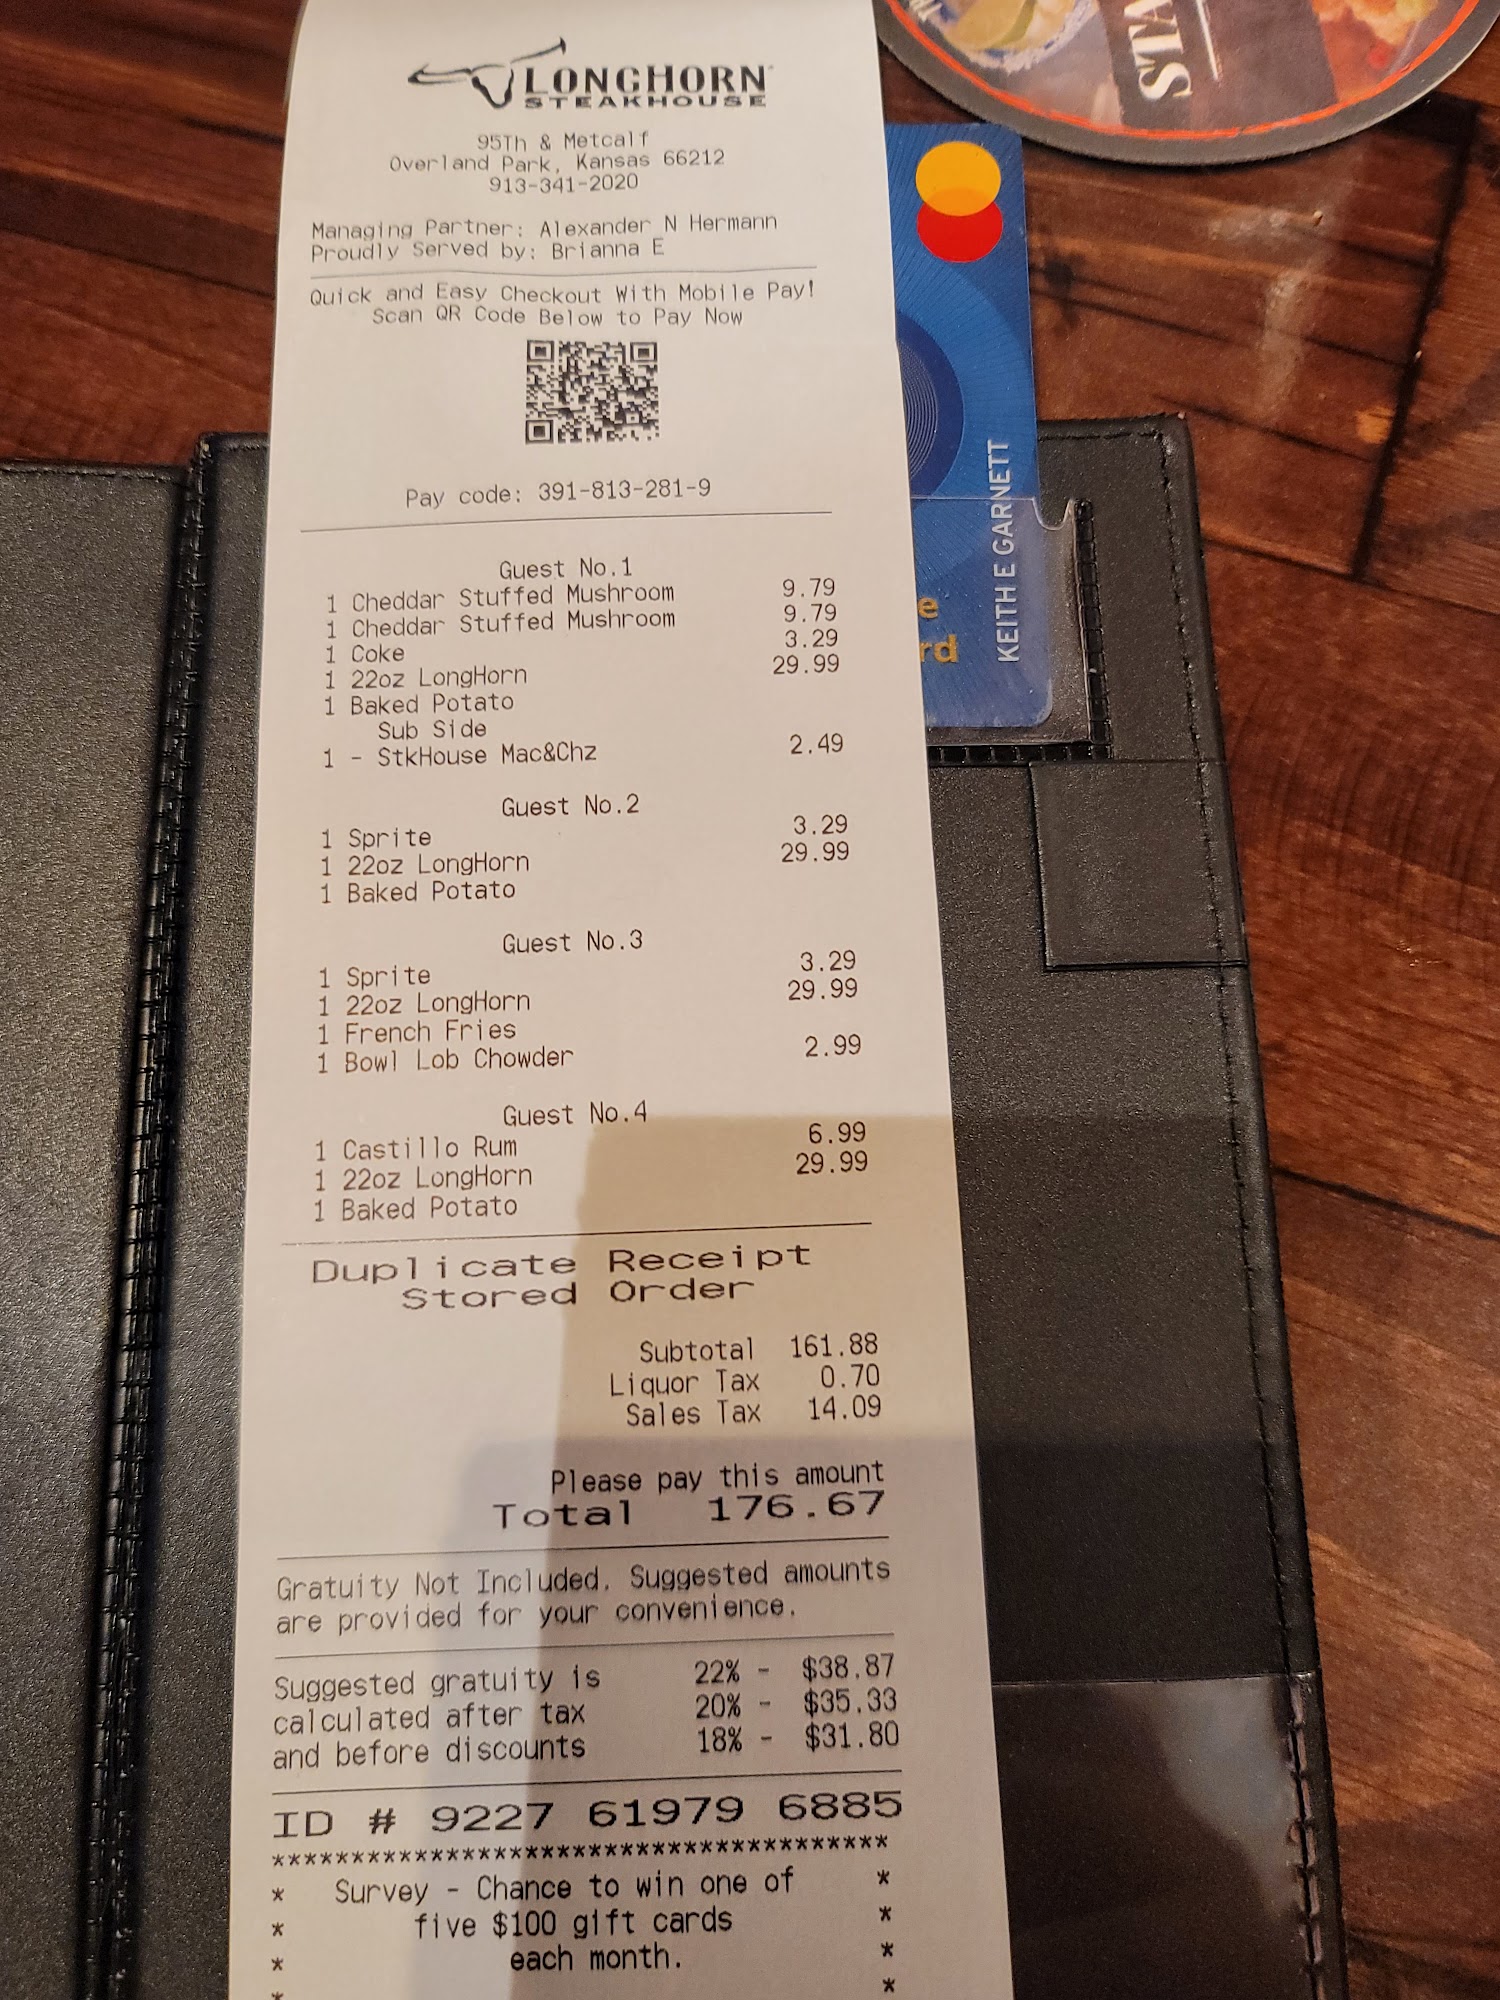 LONGHORN
STEAKHOUSE
95Th & Metcalf
Overland Park, Kansas 66212
913-341-2020
Managing Partner: Alexander N Hermann
Proudly Served by: Brianna E
Quick and Easy Checkout With Mobile Pay!
Scan QR Code Below to Pay Now
Pay code: 391-813-281-9
Guest No.1
1 Cheddar Stuffed Mushroom 9.79
1 Cheddar Stuffed Mushroom 9.79
1 Coke 3.29
1 22oz LongHorn 29.99
1 Baked Potato
Sub Side
1 - StkHouse Mac&Chz 2.49
Guest No.2
1 Sprite 3.29
1 22oz LongHorn 29.99
1 Baked Potato
Guest No.3
1 Sprite 3.29
1 22oz LongHorn 29.99
1 French Fries
1 Bowl Lob Chowder 2.99
Guest No.4
1 Castillo Rum 6.99
1 22oz LongHorn 29.99
1 Baked Potato
Duplicate Receipt
Stored Order
Subtotal 161.88
Liquor Tax 0.70
Sales Tax 14.09
Please pay this amount
Total 176.67
Gratuity Not Included. Suggested amounts
are provided for your convenience.
Suggested gratuity is 22% - $38.87
calculated after tax 20% - $35.33
and before discounts 18% - $31.80
ID # 9227 61979 6885
***************************************
* Survey - Chance to win one of *
* five $100 gift cards *
* each month. *
* *
KEITH E GARNETT
e
rd
STA